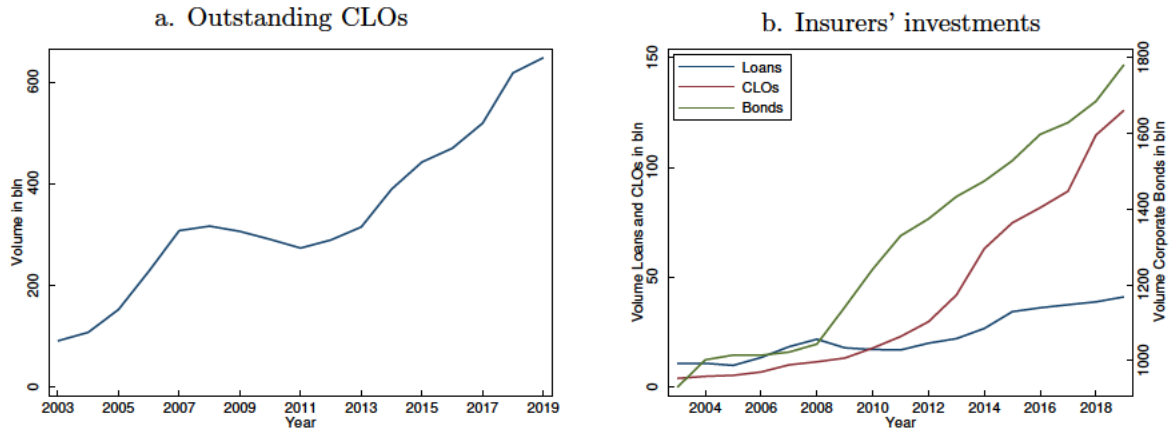 a. Outstanding CLOs
Volume in bln
600
400
200
0
2003 2005 2007 2009 2011 2013 2015 2017 2019
Year
b. Insurers' investments
Loans
CLOs
Bonds
Volume Loans and CLOs in bln
150
100
50
0
Volume Corporate Bonds in bln
1800
1600
1400
1200
1000
2004 2006 2008 2010 2012 2014 2016 2018
Year